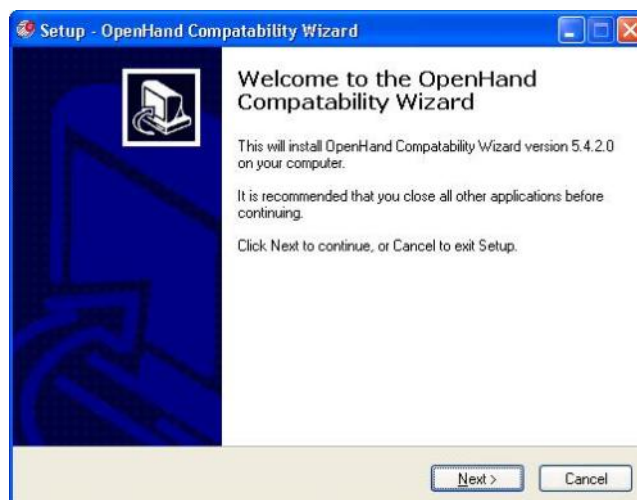 Setup - OpenHand Compatability Wizard
Welcome to the OpenHand
Compatability Wizard
This will install OpenHand Compatability Wizard version 5.4.2.0
on your computer.
It is recommended that you close all other applications before
continuing.
Click Next to continue, or Cancel to exit Setup.
Next > Cancel